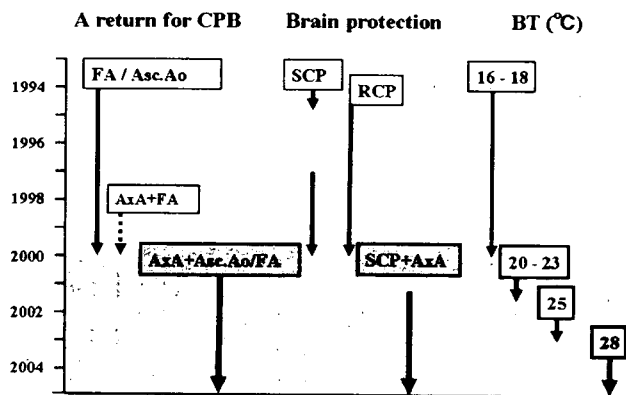 A return for CPB Brain protection BT (℃)
FA / Asc.Ao SCP 16 - 18
1994
RCP
1996
1998
AxA+FA
2000
AxA+Asc.Ao/FA SCP+AxA 20 - 23
25
2002
28
2004